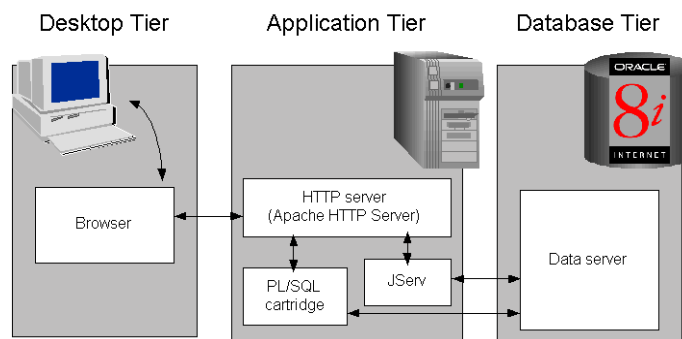 Desktop Tier
Application Tier
Database Tier
ORACLE
8i
INTERNET
Browser
HTTP server
(Apache HTTP Server)
PL/SQL
cartridge
JServ
Data server